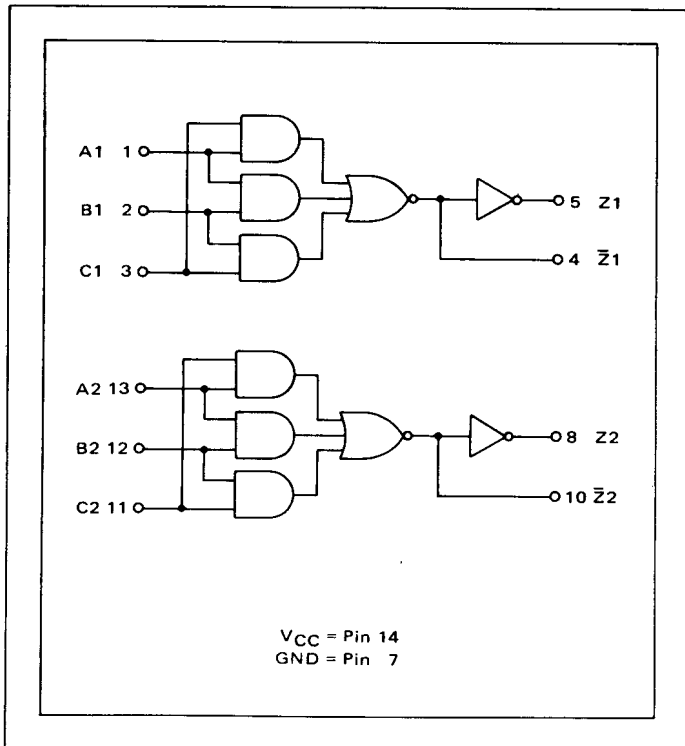 A1 1
B1 2
C1 3
5 Z1
4 Z̅1
A2 13
B2 12
C2 11
8 Z2
10 Z̅2
VCC = Pin 14
GND = Pin 7